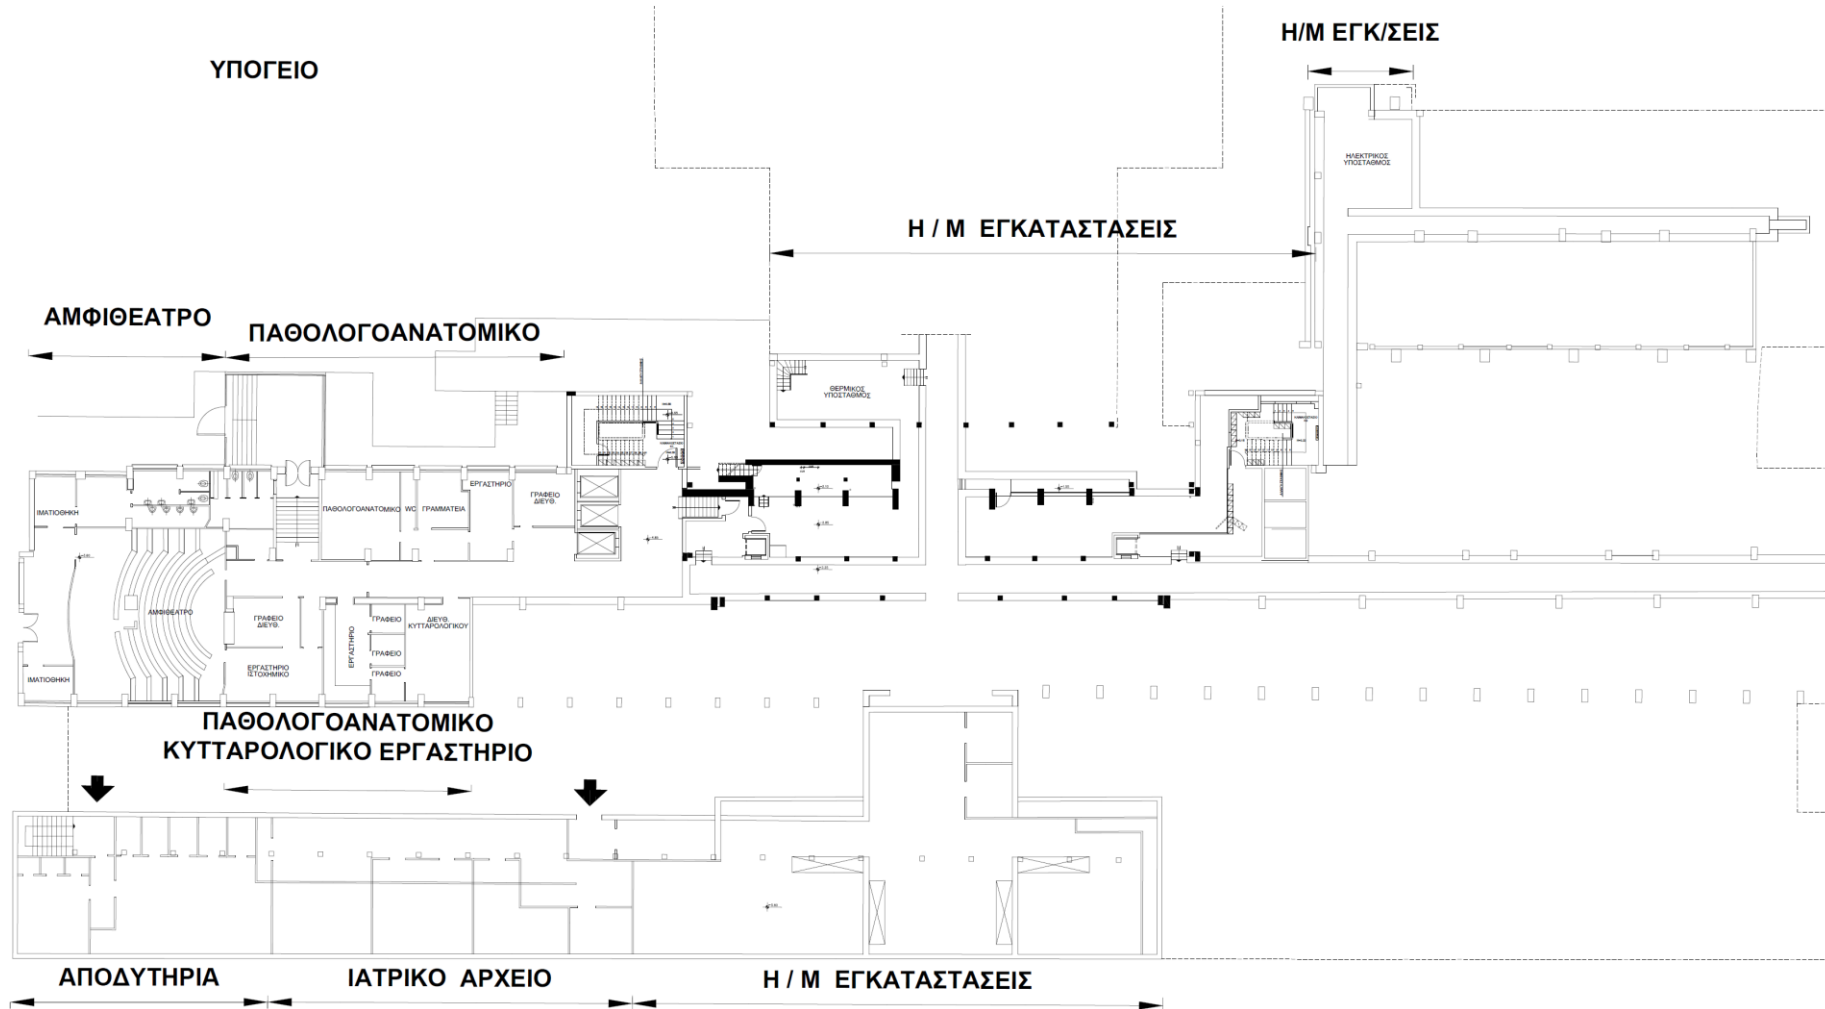 Η/Μ ΕΓΚ/ΣΕΙΣ
ΥΠΟΓΕΙΟ
ΗΛΕΚΤΡΙΚΟΣ
ΥΠΟΣΤΑΘΜΟΣ
Η / Μ ΕΓΚΑΤΑΣΤΑΣΕΙΣ
ΑΜΦΙΘΕΑΤΡΟ
ΠΑΘΟΛΟΓΟΑΝΑΤΟΜΙΚΟ
ΘΕΡΜΙΚΟΣ
ΥΠΟΣΤΑΘΜΟΣ
ΕΡΓΑΣΤΗΡΙΟ
ΓΡΑΦΕΙΟ
ΔΙΕΥΘ.
ΙΜΑΤΙΟΘΗΚΗ
ΠΑΘΟΛΟΓΟΑΝΑΤΟΜΙΚΟ
WC
ΓΡΑΜΜΑΤΕΙΑ
ΑΜΦΙΘΕΑΤΡΟ
ΓΡΑΦΕΙΟ
ΔΙΕΥΘ.
ΓΡΑΦΕΙΟ
ΔΙΕΥΘ.
ΚΥΤΤΑΡΟΛΟΓΙΚΟΥ
ΕΡΓΑΣΤΗΡΙΟ
ΓΡΑΦΕΙΟ
ΕΡΓΑΣΤΗΡΙΟ
ΙΣΤΟΧΗΜΙΚΟ
ΓΡΑΦΕΙΟ
ΙΜΑΤΙΟΘΗΚΗ
ΠΑΘΟΛΟΓΟΑΝΑΤΟΜΙΚΟ
ΚΥΤΤΑΡΟΛΟΓΙΚΟ ΕΡΓΑΣΤΗΡΙΟ
ΑΠΟΔΥΤΗΡΙΑ
ΙΑΤΡΙΚΟ ΑΡΧΕΙΟ
Η / Μ ΕΓΚΑΤΑΣΤΑΣΕΙΣ